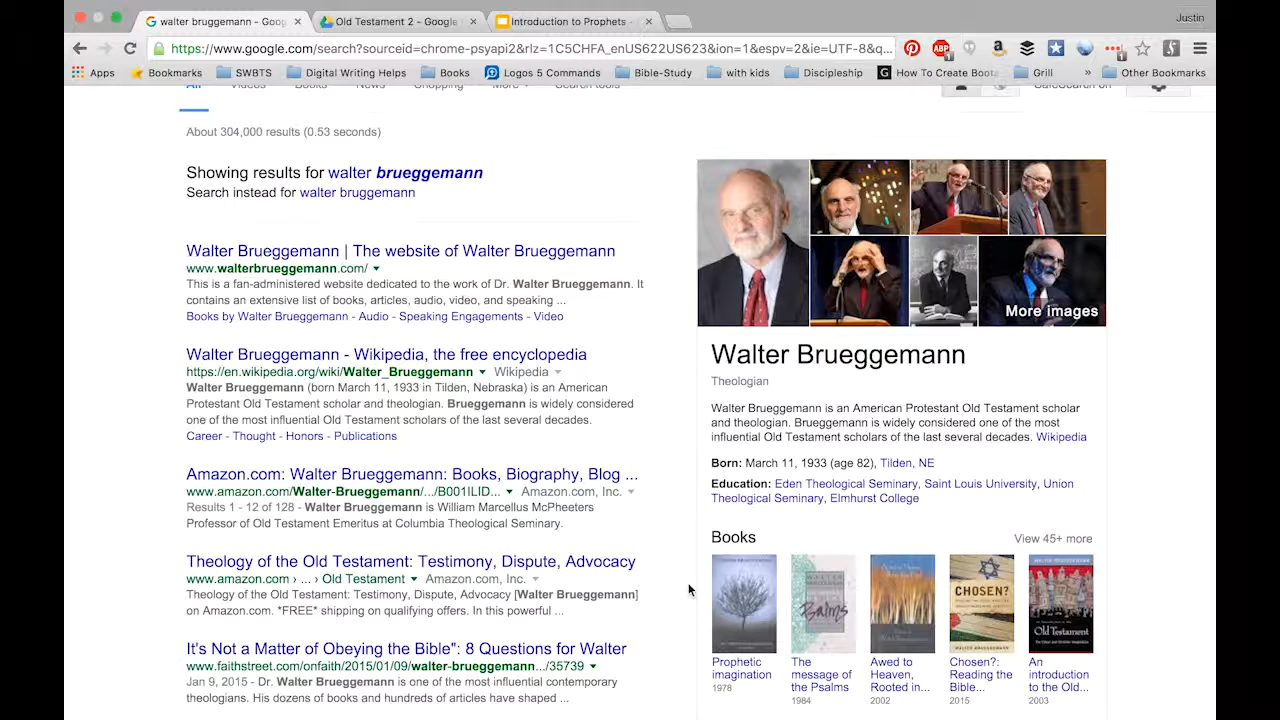 walter bruggemann - Goog
Old Testament 2 - Google
Introduction to Prophets -
Justin
https://www.google.com/search?sourceid=chrome-psyapi2&rlz=1C5CHFA_enUS622US623&ion=1&espv=2&ie=UTF-8&q...
ABP
1
1
Apps
Bookmarks
SWBTS
Digital Writing Helps
Books
Logos 5 Commands
Bible-Study
with kids
Discipleship
G
How To Create Boota
Grill
»
Other Bookmarks
All
Videos
Books
News
Shopping
More
Search tools
SafeSearch on
About 304,000 results (0.53 seconds)
Showing results for walter brueggemann
Search instead for walter bruggemann
Walter Brueggemann | The website of Walter Brueggemann
www.walterbrueggemann.com/
This is a fan-administered website dedicated to the work of Dr. Walter Brueggemann. It
contains an extensive list of books, articles, audio, video, and speaking ...
Books by Walter Brueggemann - Audio - Speaking Engagements - Video
Walter Brueggemann - Wikipedia, the free encyclopedia
https://en.wikipedia.org/wiki/Walter_Brueggemann Wikipedia
Walter Brueggemann (born March 11, 1933 in Tilden, Nebraska) is an American
Protestant Old Testament scholar and theologian. Brueggemann is widely considered
one of the most influential Old Testament scholars of the last several decades.
Career - Thought - Honors - Publications
Amazon.com: Walter Brueggemann: Books, Biography, Blog ...
www.amazon.com/Walter-Brueggemann/.../B001ILID... Amazon.com, Inc.
Results 1 - 12 of 128 - Walter Brueggemann is William Marcellus McPheeters
Professor of Old Testament Emeritus at Columbia Theological Seminary.
Theology of the Old Testament: Testimony, Dispute, Advocacy
www.amazon.com › ... › Old Testament Amazon.com, Inc.
Theology of the Old Testament: Testimony, Dispute, Advocacy [Walter Brueggemann]
on Amazon.com. *FREE* shipping on qualifying offers. In this powerful ...
It's Not a Matter of Obeying the Bible": 8 Questions for Walter
www.faithstreet.com/onfaith/2015/01/09/walter-brueggemann.../35739
Jan 9, 2015 - Dr. Walter Brueggemann is one of the most influential contemporary
theologians. His dozens of books and hundreds of articles have shaped ...
More images
Walter Brueggemann
Theologian
Walter Brueggemann is an American Protestant Old Testament scholar
and theologian. Brueggemann is widely considered one of the most
influential Old Testament scholars of the last several decades. Wikipedia
Born: March 11, 1933 (age 82), Tilden, NE
Education: Eden Theological Seminary, Saint Louis University, Union
Theological Seminary, Elmhurst College
Books
View 45+ more
Psalms
CHOSEN?
Old Testament
Prophetic
imagination
1978
The
message of
the Psalms
1984
Awed to
Heaven,
Rooted in...
2002
Chosen?:
Reading the
Bible...
2015
An
introduction
to the Old...
2003